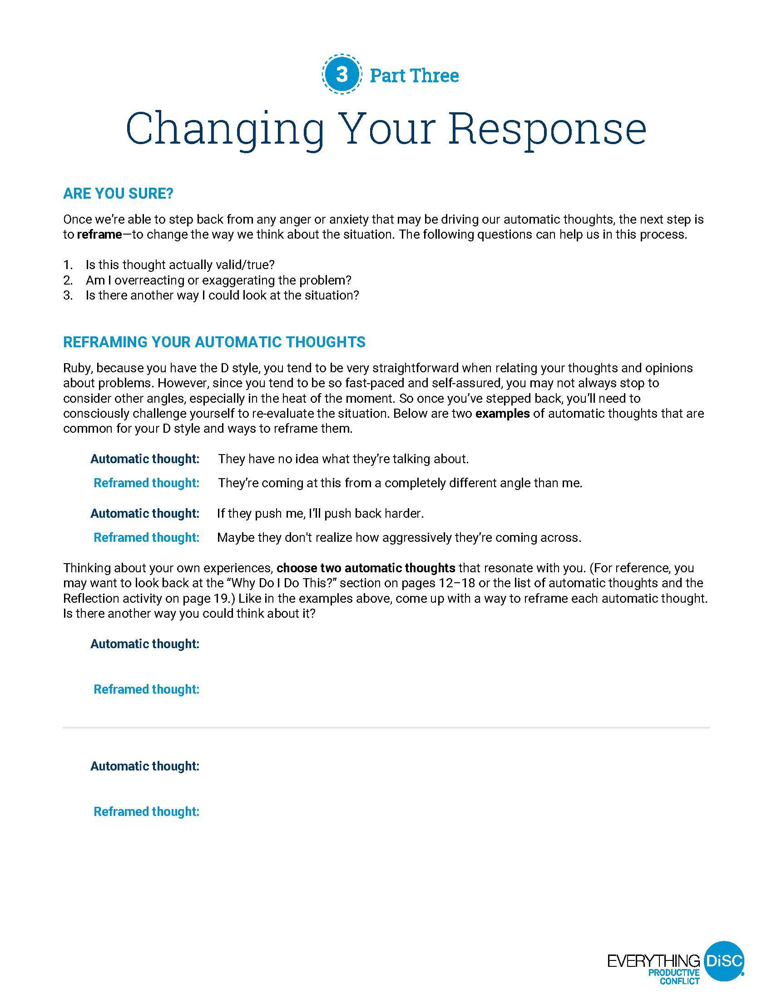 3 Part Three
Changing Your Response
ARE YOU SURE?
Once we’re able to step back from any anger or anxiety that may be driving our automatic thoughts, the next step is
to reframe—to change the way we think about the situation. The following questions can help us in this process.
1. Is this thought actually valid/true?
2. Am I overreacting or exaggerating the problem?
3. Is there another way I could look at the situation?
REFRAMING YOUR AUTOMATIC THOUGHTS
Ruby, because you have the D style, you tend to be very straightforward when relating your thoughts and opinions
about problems. However, since you tend to be so fast-paced and self-assured, you may not always stop to
consider other angles, especially in the heat of the moment. So once you’ve stepped back, you’ll need to
consciously challenge yourself to re-evaluate the situation. Below are two examples of automatic thoughts that are
common for your D style and ways to reframe them.
Automatic thought: They have no idea what they’re talking about.
Reframed thought: They’re coming at this from a completely different angle than me.
Automatic thought: If they push me, I’ll push back harder.
Reframed thought: Maybe they don't realize how aggressively they’re coming across.
Thinking about your own experiences, choose two automatic thoughts that resonate with you. (For reference, you
may want to look back at the “Why Do I Do This?” section on pages 12–18 or the list of automatic thoughts and the
Reflection activity on page 19.) Like in the examples above, come up with a way to reframe each automatic thought.
Is there another way you could think about it?
Automatic thought:
Reframed thought:
Automatic thought:
Reframed thought:
EVERYTHING DiSC
PRODUCTIVE
CONFLICT